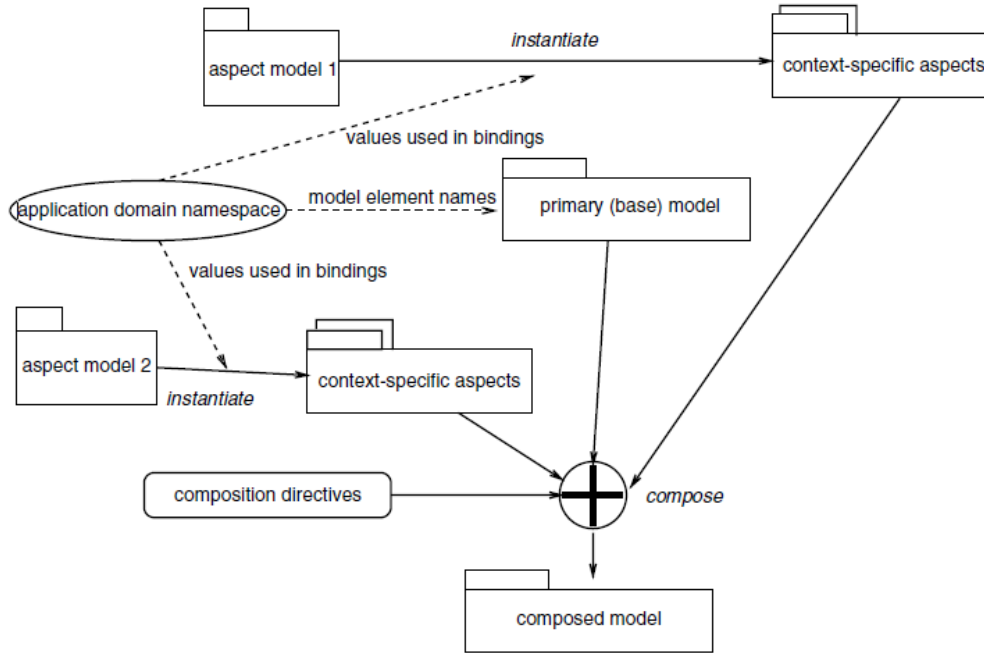 instantiate
aspect model 1
context-specific aspects
values used in bindings
model element names
primary (base) model
application domain namespace
values used in bindings
aspect model 2
context-specific aspects
instantiate
composition directives
compose
composed model